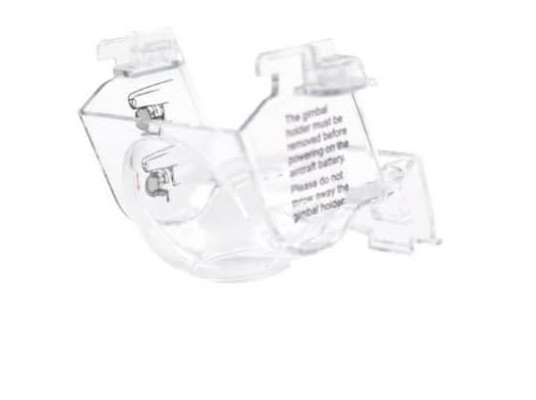 The gimbal
holder must be
removed before
powering on the
aircraft battery.
Please do not
throw away the
gimbal holder.